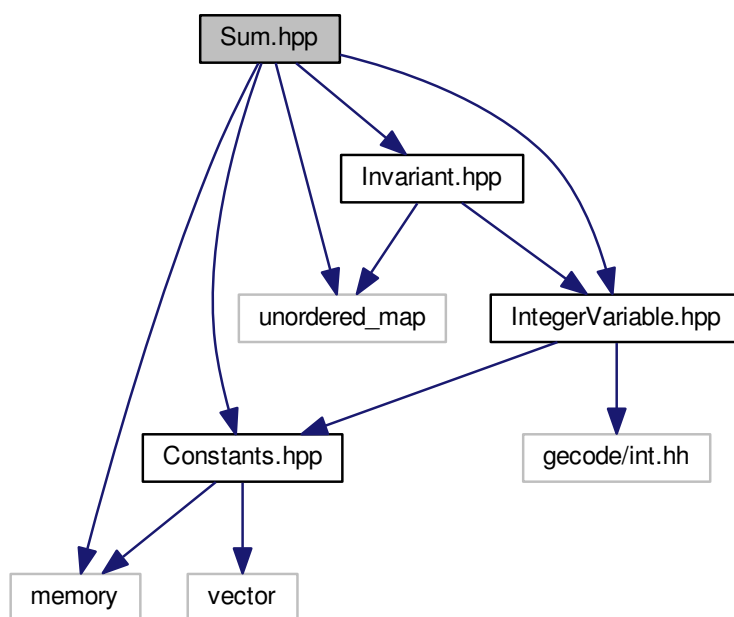 Sum.hpp
Invariant.hpp
unordered_map
IntegerVariable.hpp
Constants.hpp
gecode/int.hh
memory
vector